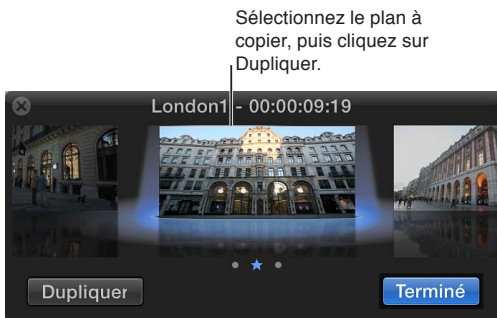 Sélectionnez le plan à
copier, puis cliquez sur
Dupliquer.
London1 - 00:00:09:19
Dupliquer
Terminé